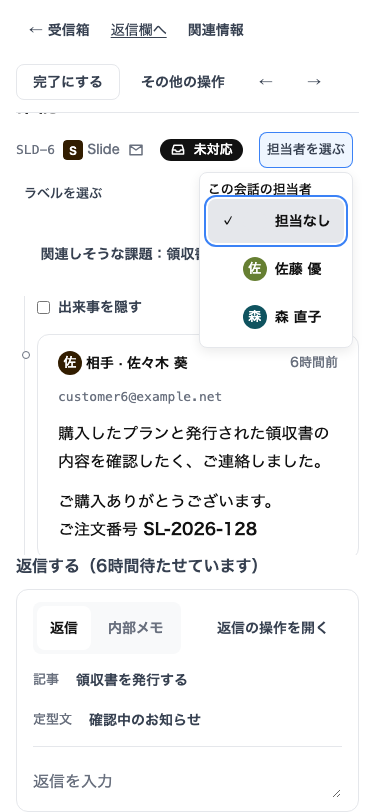 ← 受信箱 返信欄へ 関連情報
完了にする その他の操作 ← →
SLD-6 S Slide 未対応 担当者を選ぶ
ラベルを選ぶ
この会話の担当者
✓ 担当なし
佐 佐藤 優
森 森 直子
関連しそうな課題：領収
出来事を隠す
佐 相手 · 佐々木 葵 6時間前
customer6@example.net
購入したプランと発行された領収書の
内容を確認したく、ご連絡しました。
ご購入ありがとうございます。
ご注文番号 SL-2026-128
返信する（6時間待たせています）
返信 内部メモ 返信の操作を開く
記事 領収書を発行する
定型文 確認中のお知らせ
返信を入力